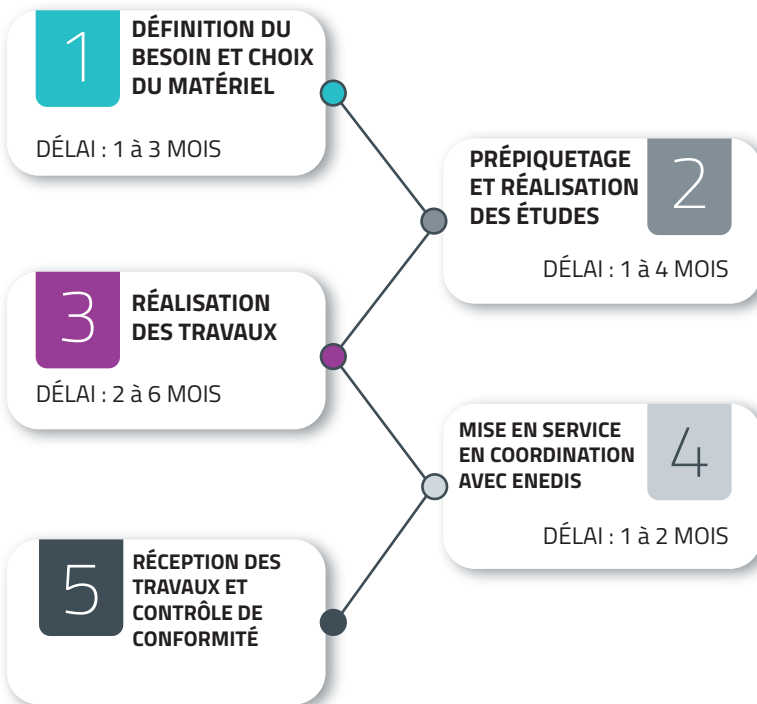 1
DÉFINITION DU
BESOIN ET CHOIX
DU MATÉRIEL
DÉLAI : 1 à 3 MOIS
2
PRÉPIQUETAGE
ET RÉALISATION
DES ÉTUDES
DÉLAI : 1 à 4 MOIS
3
RÉALISATION
DES TRAVAUX
DÉLAI : 2 à 6 MOIS
4
MISE EN SERVICE
EN COORDINATION
AVEC ENEDIS
DÉLAI : 1 à 2 MOIS
5
RÉCEPTION DES
TRAVAUX ET
CONTRÔLE DE
CONFORMITÉ